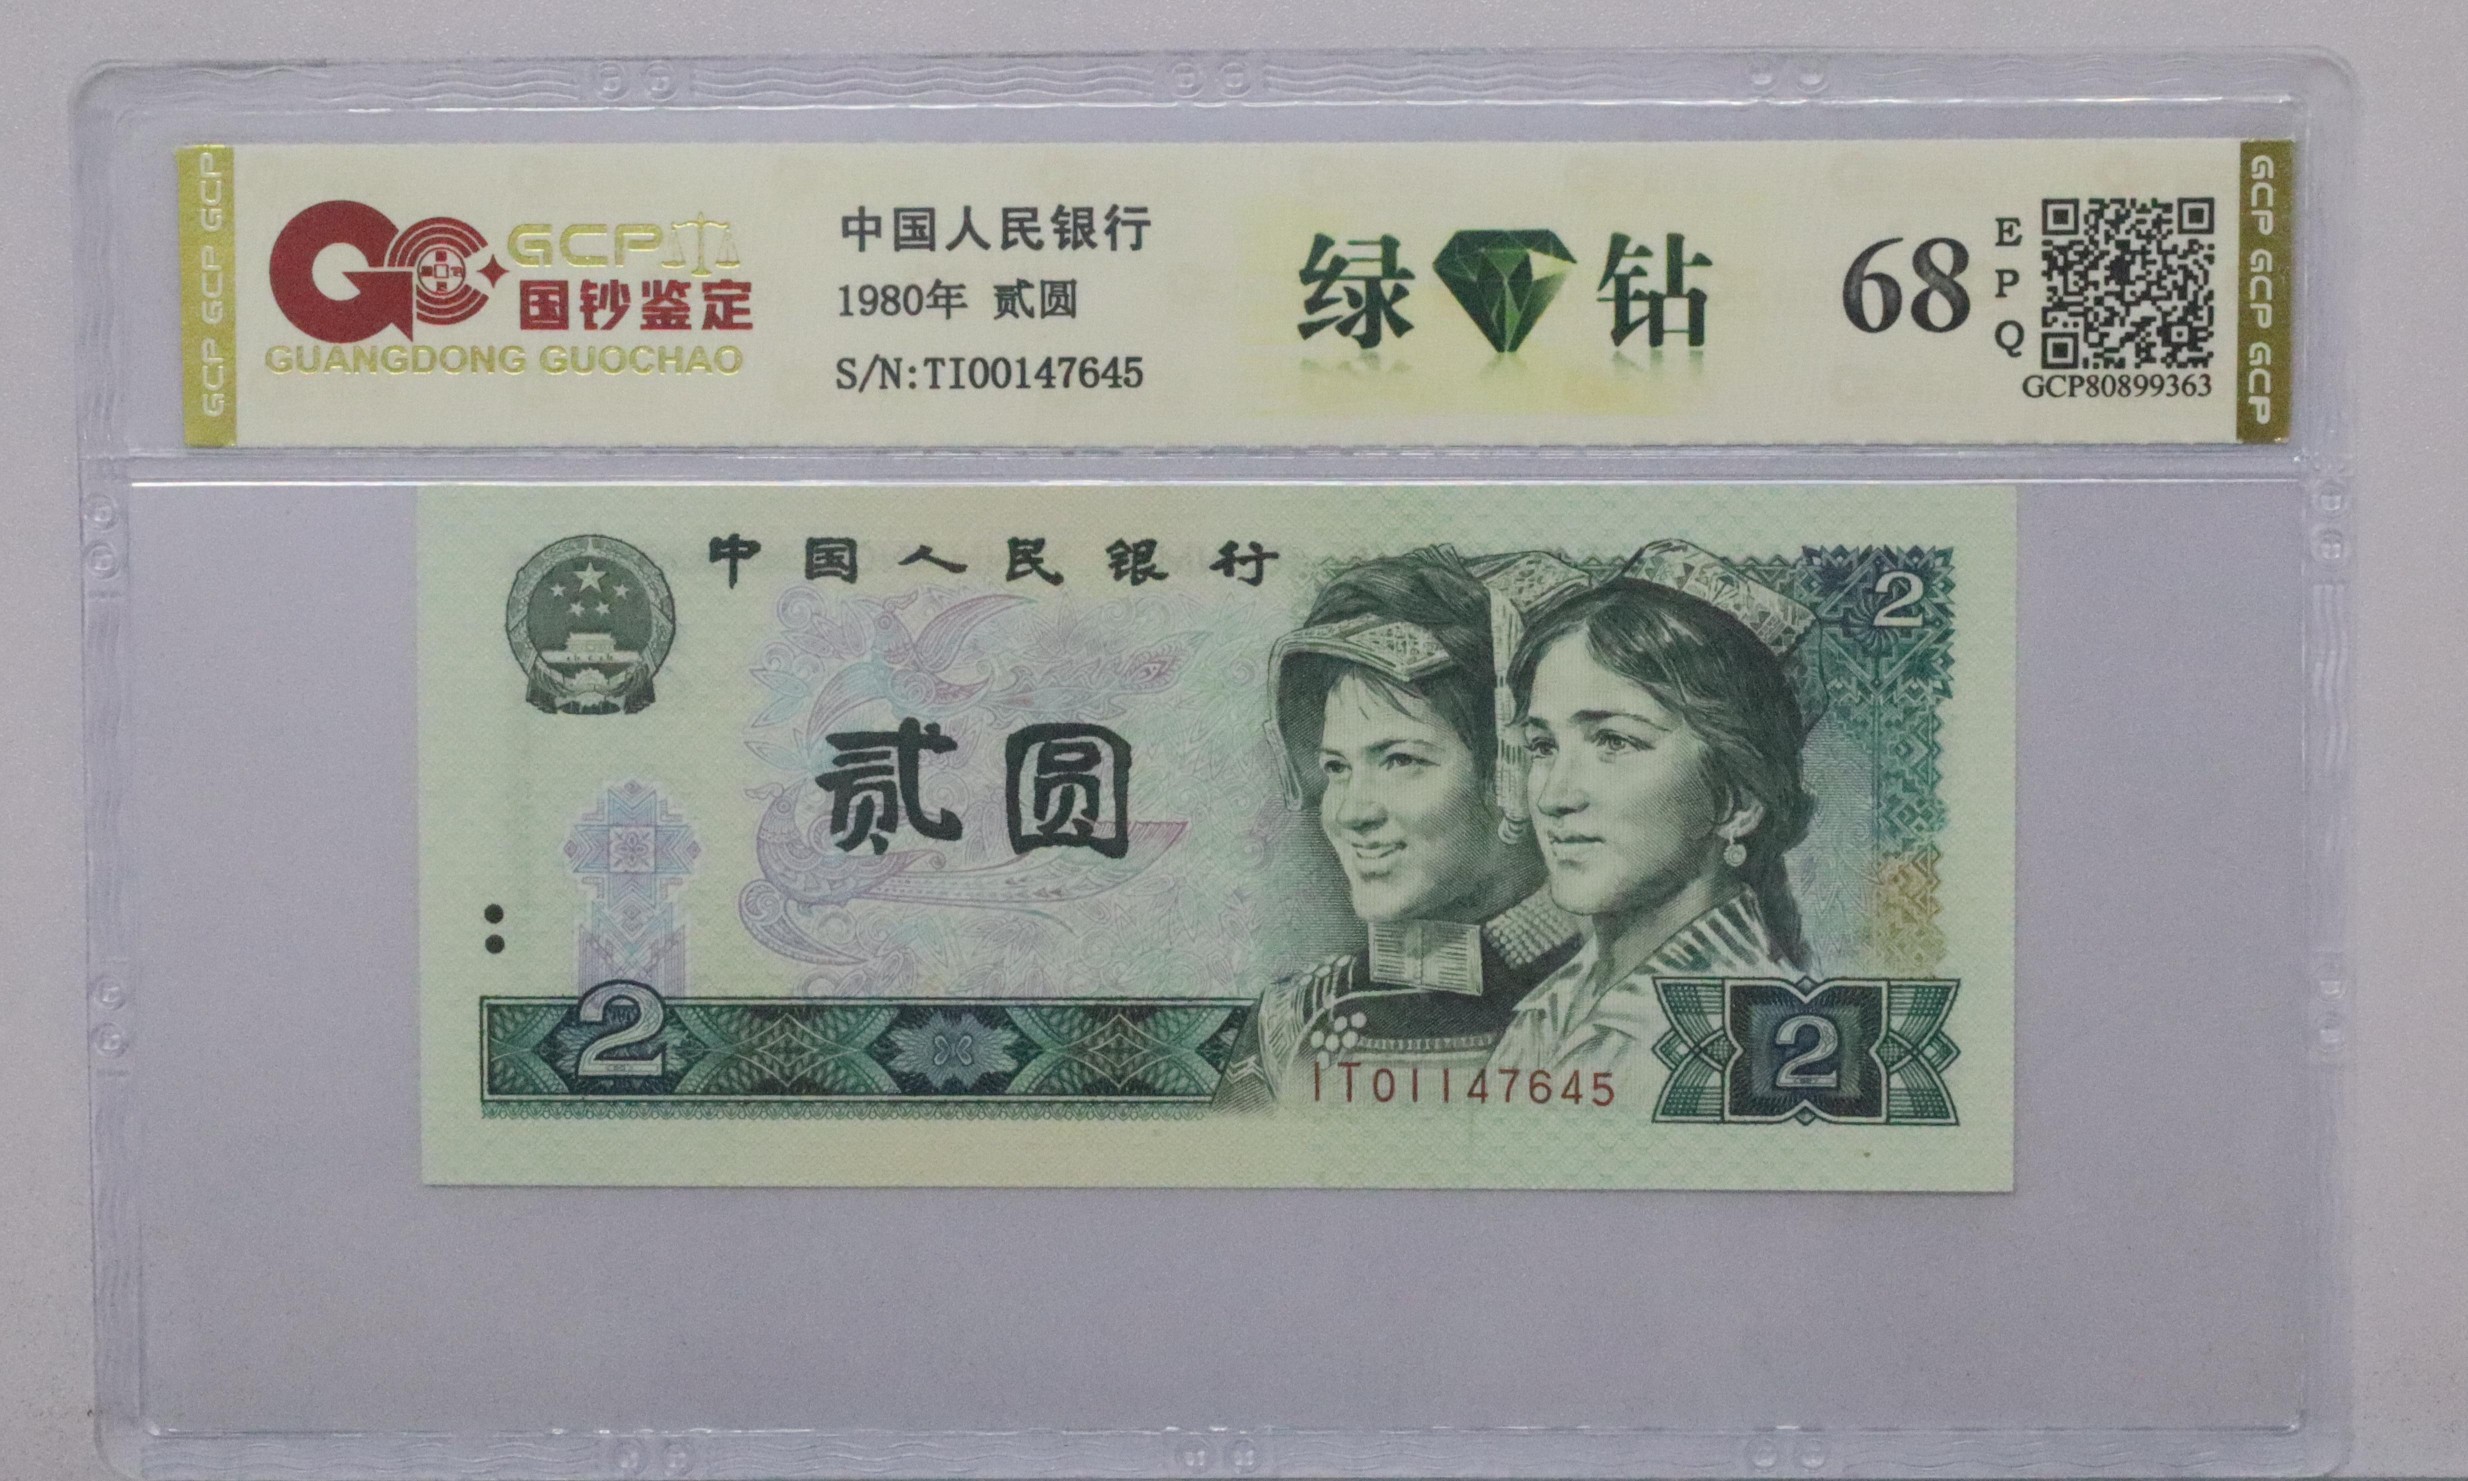 GCP GCP GCP
GCP
国钞鉴定
GUANGDONG GUOCHAO
中国人民银行
1980年 贰圆
S/N:TI00147645
绿钻
68
EPQ
GCP80899363
GCP GCP GCP
中国人民银行
2
贰圆
2
IT01147645
2